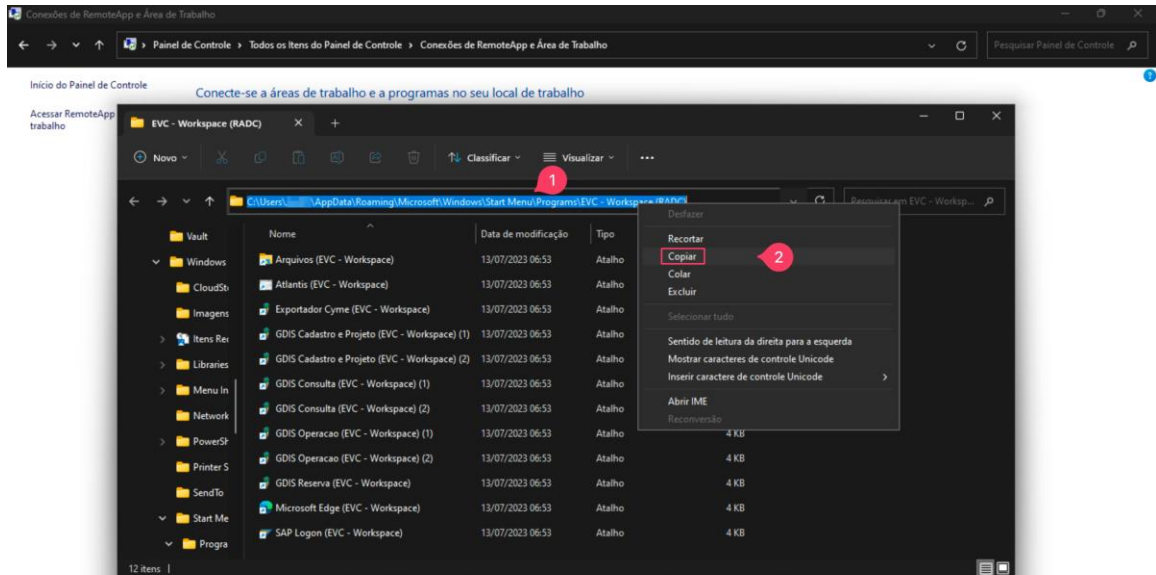 Conexões de RemoteApp e Área de Trabalho
Painel de Controle > Todos os Itens do Painel de Controle > Conexões de RemoteApp e Área de Trabalho
Pesquisar Painel de Controle
Início do Painel de Controle
Conecte-se a áreas de trabalho e a programas no seu local de trabalho
Acessar RemoteApp
trabalho
EVC - Workspace (RADC)
Novo
Classificar
Visualizar
1
C:\Users\ \AppData\Roaming\Microsoft\Windows\Start Menu\Programs\EVC - Workspace (RADC)
Pesquisar em EVC - Worksp...
Desfazer
Recortar
Copiar
2
Colar
Excluir
Selecionar tudo
Sentido de leitura da direita para a esquerda
Mostrar caracteres de controle Unicode
Inserir caractere de controle Unicode
Abrir IME
Reconversão
Vault
Windows
CloudSt
Imagens
Itens Re
Libraries
Menu In
Network
PowerSh
Printer S
SendTo
Start Me
Progra
Nome Data de modificação Tipo
Arquivos (EVC - Workspace) 13/07/2023 06:53 Atalho
Atlantis (EVC - Workspace) 13/07/2023 06:53 Atalho
Exportador Cyme (EVC - Workspace) 13/07/2023 06:53 Atalho
GDIS Cadastro e Projeto (EVC - Workspace) (1) 13/07/2023 06:53 Atalho
GDIS Cadastro e Projeto (EVC - Workspace) (2) 13/07/2023 06:53 Atalho
GDIS Consulta (EVC - Workspace) (1) 13/07/2023 06:53 Atalho
GDIS Consulta (EVC - Workspace) (2) 13/07/2023 06:53 Atalho
GDIS Operacao (EVC - Workspace) (1) 13/07/2023 06:53 Atalho 4 KB
GDIS Operacao (EVC - Workspace) (2) 13/07/2023 06:53 Atalho 4 KB
GDIS Reserva (EVC - Workspace) 13/07/2023 06:53 Atalho 4 KB
Microsoft Edge (EVC - Workspace) 13/07/2023 06:53 Atalho 4 KB
SAP Logon (EVC - Workspace) 13/07/2023 06:53 Atalho 4 KB
12 itens